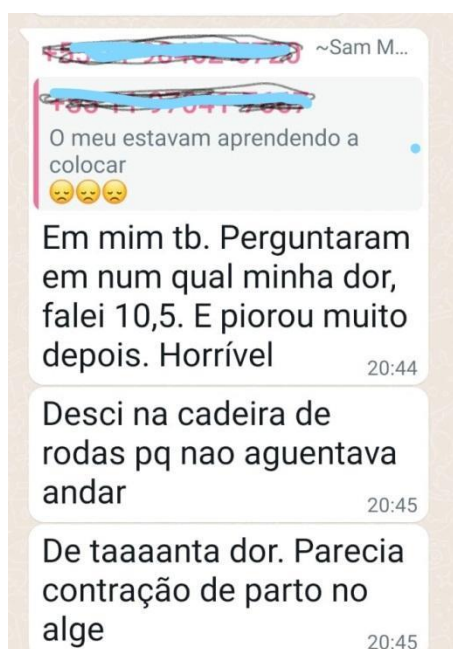 ~Sam M...
O meu estavam aprendendo a
colocar
😞😞😞
Em mim tb. Perguntaram
em num qual minha dor,
falei 10,5. E piorou muito
depois. Horrível
20:44
Desci na cadeira de
rodas pq nao aguentava
andar
20:45
De taaaanta dor. Parecia
contração de parto no
alge
20:45